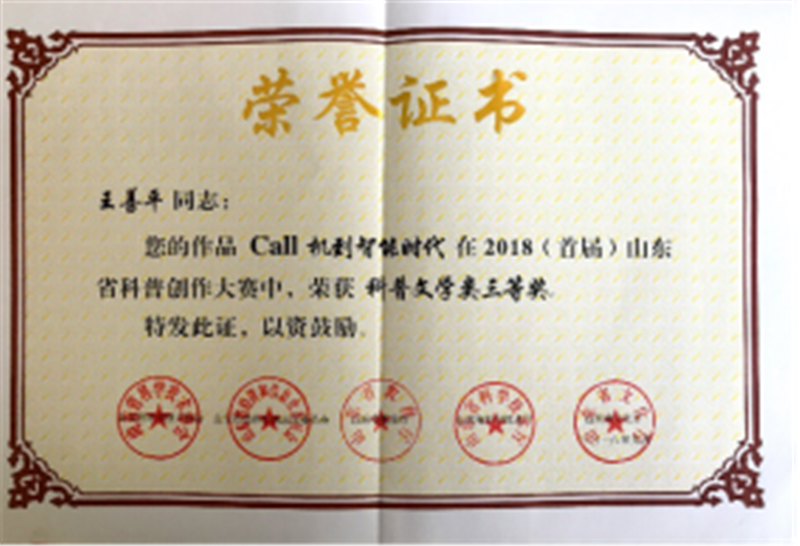 荣誉证书
王善平 同志：
您的作品 Call 机到智能时代 在 2018（首届）山东
省科普创作大赛中，荣获 科普文学类三等奖。
特发此证，以资鼓励。